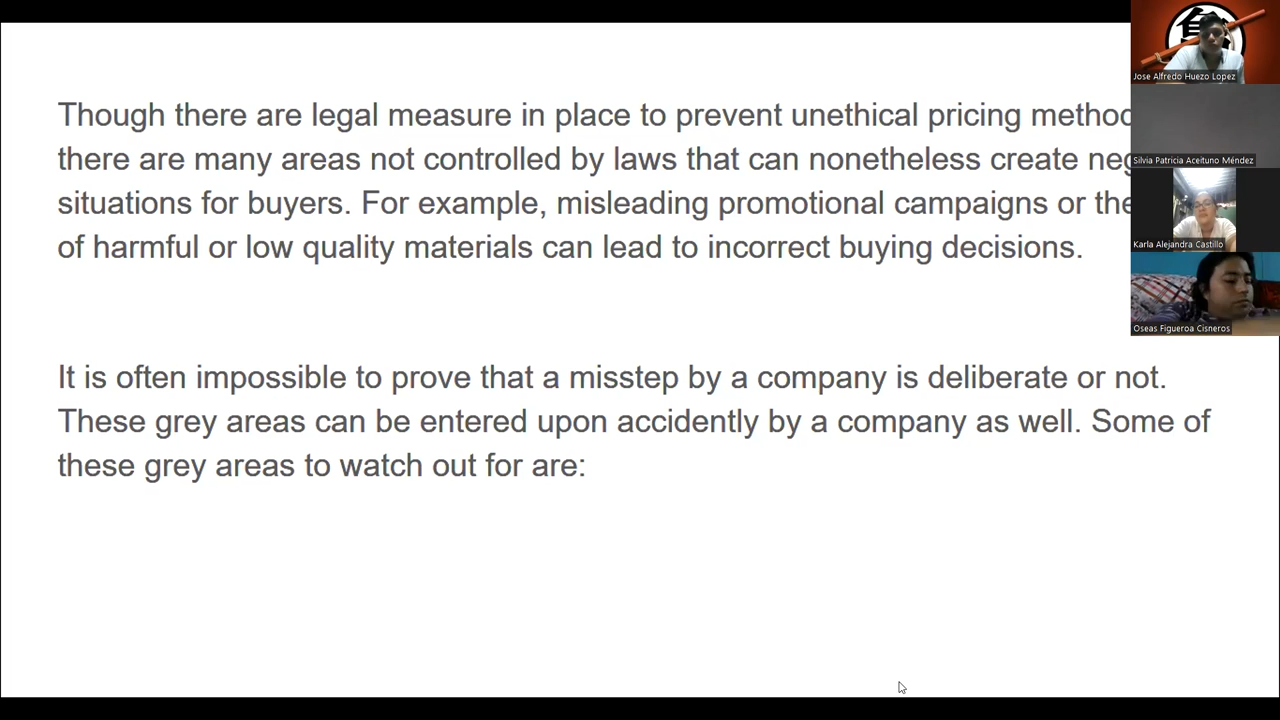 Though there are legal measure in place to prevent unethical pricing
there are many areas not controlled by laws that can nonetheless create
situations for buyers. For example, misleading promotional campaigns or
of harmful or low quality materials can lead to incorrect buying decisions.
It is often impossible to prove that a misstep by a company is deliberate or not.
These grey areas can be entered upon accidently by a company as well. Some of
these grey areas to watch out for are:
Jose Alfredo Huezo Lopez
Silvia Patricia Aceituno Méndez
Karla Alejandra Castillo
Oseas Figueroa Cisneros